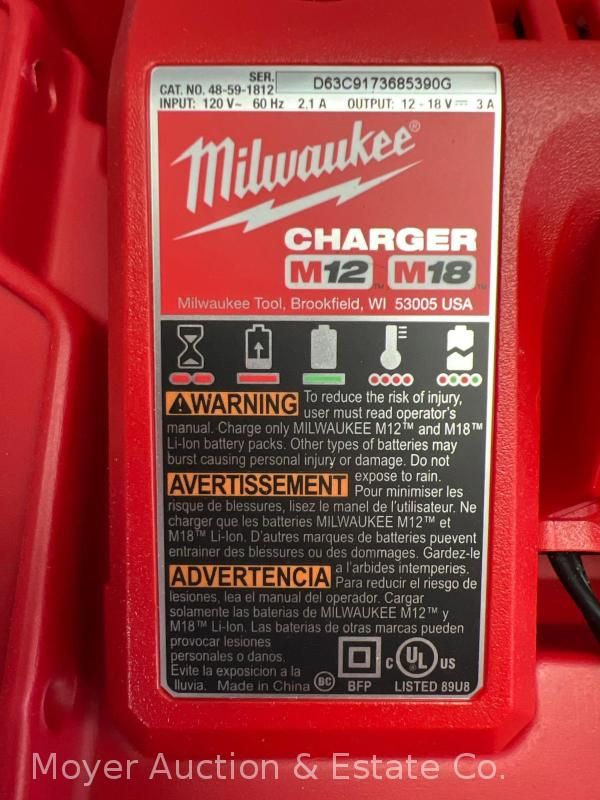 SER. D63C9173685390G
CAT. NO. 48-59-1812
INPUT: 120 V~ 60 Hz 2.1 A OUTPUT: 12 - 18 V⎓ 3 A
Milwaukee®
CHARGER
M12™ M18™
Milwaukee Tool, Brookfield, WI 53005 USA
⚠WARNING To reduce the risk of injury,
user must read operator's
manual. Charge only MILWAUKEE M12™ and M18™
Li-Ion battery packs. Other types of batteries may
burst causing personal injury or damage. Do not
expose to rain.
AVERTISSEMENT Pour minimiser les
risque de blessures, lisez le manel de l'utilisateur. Ne
charger que les batteries MILWAUKEE M12™ et
M18™ Li-Ion. D'autres marques de batteries puevent
entrainer des blessures ou des dommages. Gardez-le
a l'arbides intemperies.
ADVERTENCIA Para reducir el riesgo de
lesiones, lea el manual del operador. Cargar
solamente las baterias de MILWAUKEE M12™ y
M18™ Li-Ion. Las baterias de otras marcas pueden
provocar lesiones
personales o danos.
Evite la exposicion a la
lluvia. Made in China BC BFP
C UL US
LISTED 89U8
Moyer Auction & Estate Co.